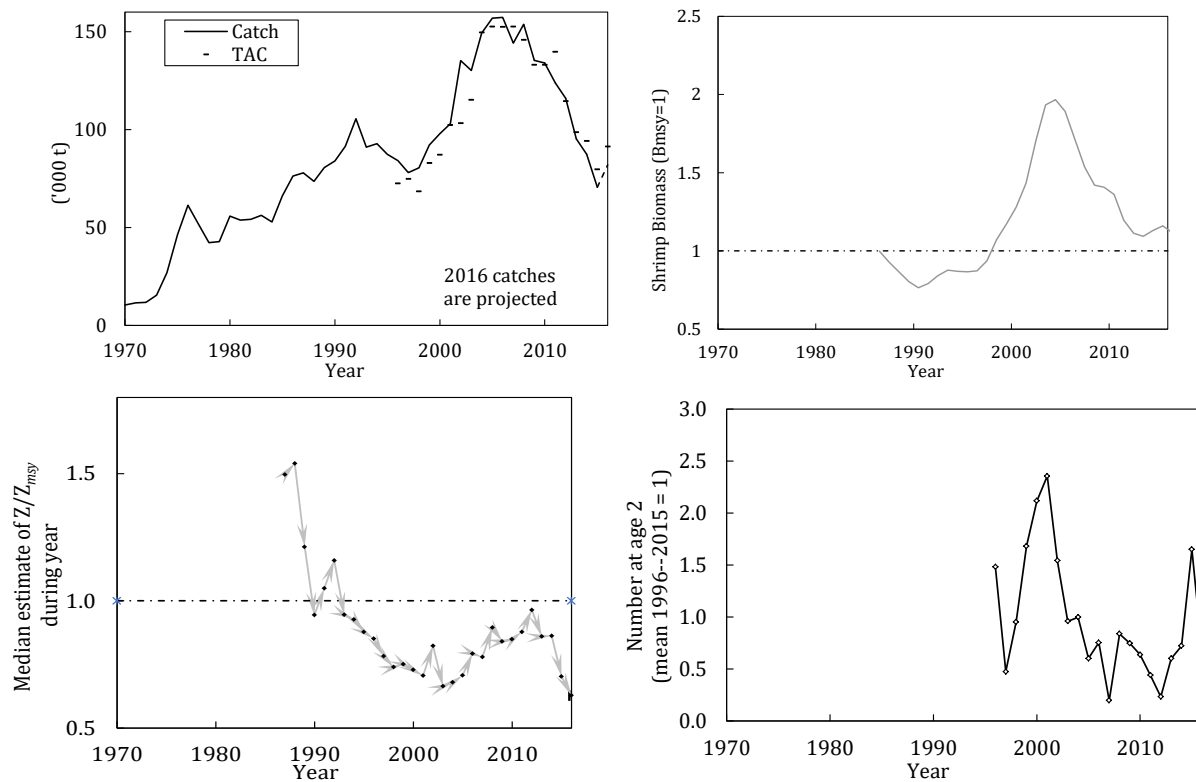 150
100
50
0
('000 t)
Catch
TAC
2016 catches
are projected
1970 1980 1990 2000 2010
Year
2.5
2
1.5
1
0.5
Shrimp Biomass (Bmsy=1)
1970 1980 1990 2000 2010
Year
1.5
1.0
0.5
Median estimate of Z/Zmsy
during year
1970 1980 1990 2000 2010
Year
3.0
2.5
2.0
1.5
1.0
0.5
0.0
Number at age 2
(mean 1996--2015 = 1)
1970 1980 1990 2000 2010
Year